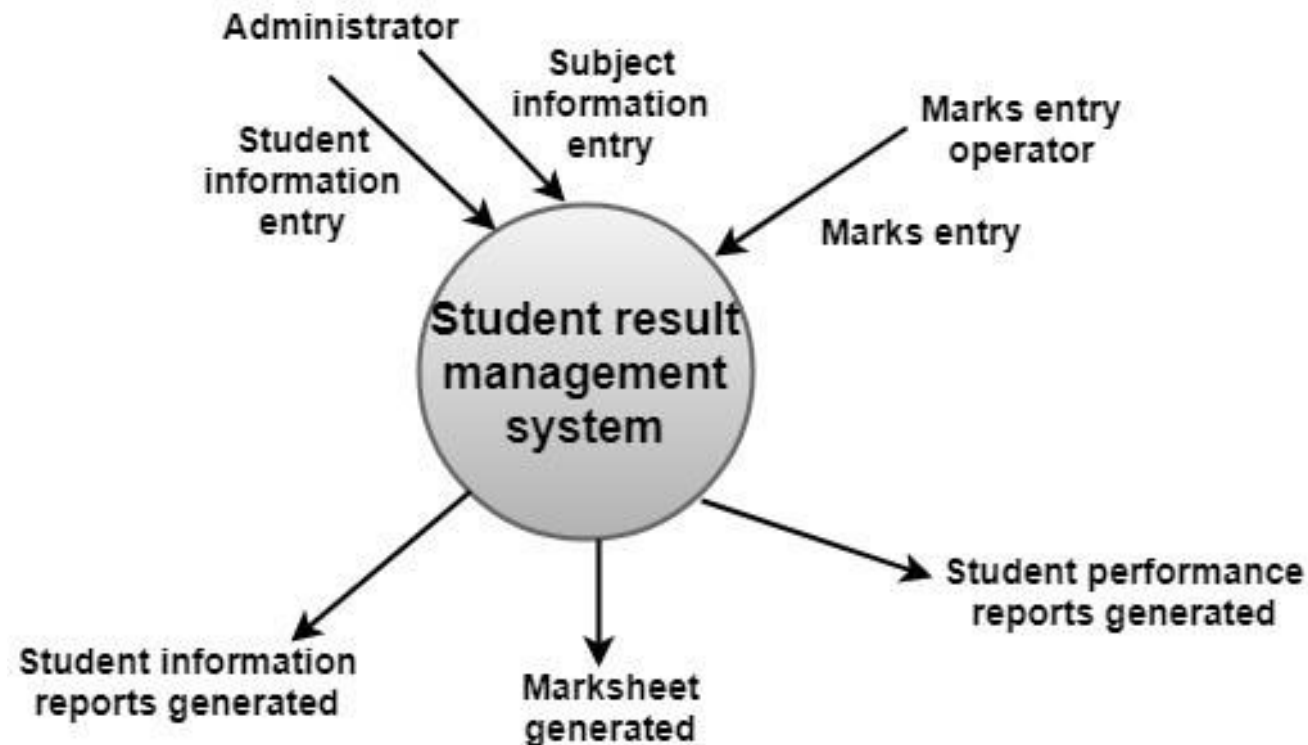 Administrator
Subject
information
entry
Student
information
entry
Marks entry
operator
Marks entry
Student result
management
system
Student performance
reports generated
Student information
reports generated
Marksheet
generated